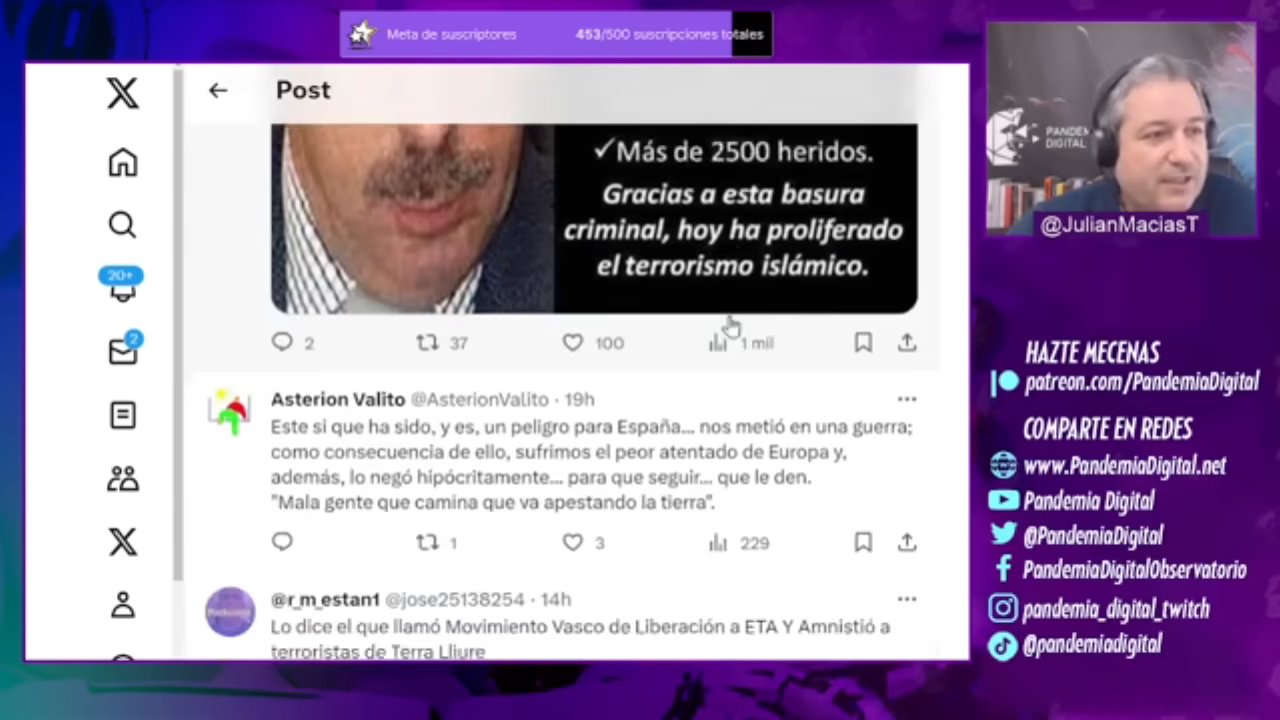 Meta de suscriptores 453/500 suscripciones totales
Post
✓Más de 2500 heridos.
Gracias a esta basura
criminal, hoy ha proliferado
el terrorismo islámico.
2 37 100 1 mil
Asterion Valito @AsterionValito · 19h
Este si que ha sido, y es, un peligro para España... nos metió en una guerra;
como consecuencia de ello, sufrimos el peor atentado de Europa y,
además, lo negó hipócritamente... para que seguir... que le den.
"Mala gente que camina que va apestando la tierra".
1 3 229
@r_m_estan1 @jose25138254 · 14h
Lo dice el que llamó Movimiento Vasco de Liberación a ETA Y Amnistió a
terroristas de Terra Lliure
20+
2
PANDEM
DIGITAL
@JulianMaciasT
HAZTE MECENAS
patreon.com/PandemiaDigital
COMPARTE EN REDES
www.PandemiaDigital.net
Pandemia Digital
@PandemiaDigital
PandemiaDigitalObservatorio
pandemia_digital_twitch
@pandemiadigital